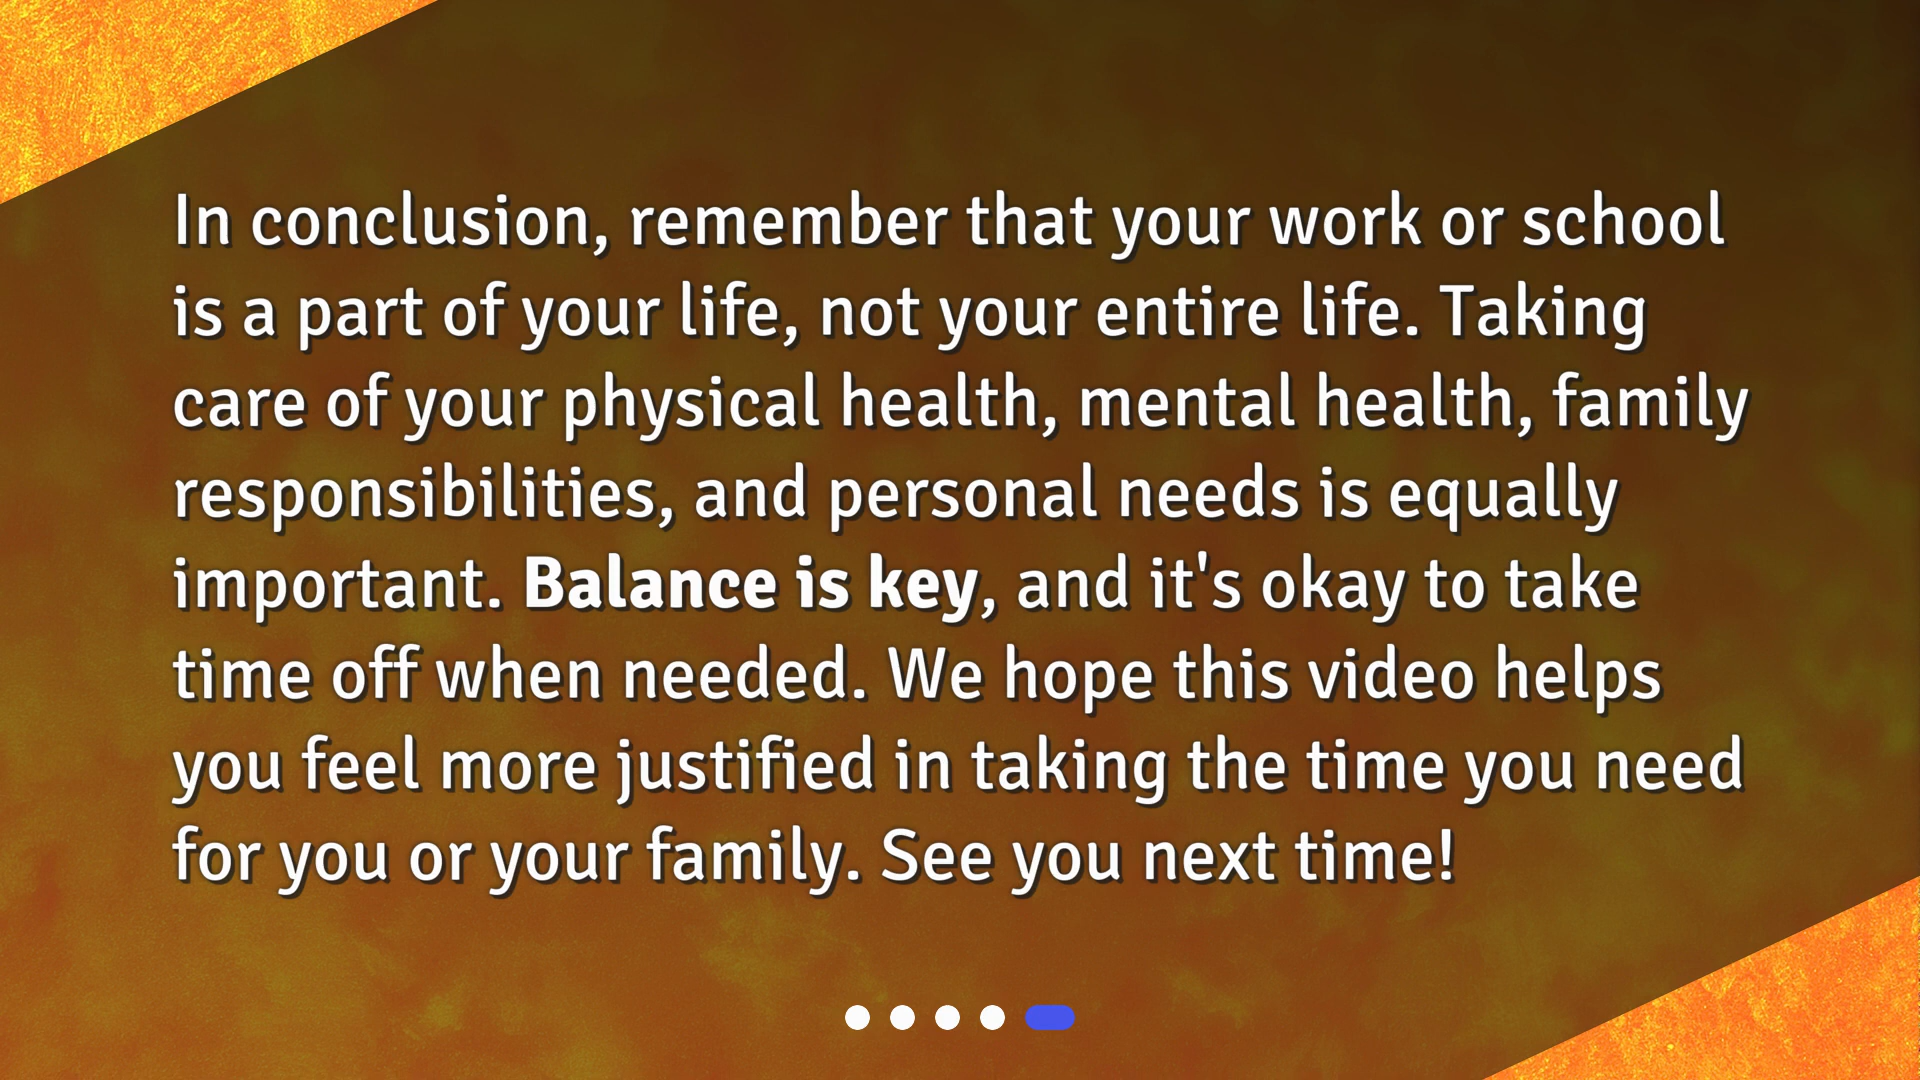 In conclusion, remember that your work or school
is a part of your life, not your entire life. Taking
care of your physical health, mental health, family
responsibilities, and personal needs is equally
important. Balance is key, and it's okay to take
time off when needed. We hope this video helps
you feel more justified in taking the time you need
for you or your family. See you next time!